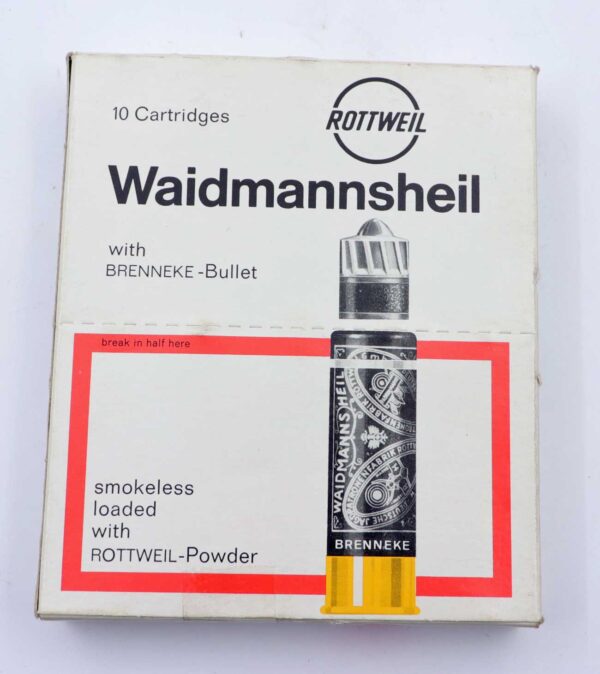 10 Cartridges
ROTTWEIL
Waidmannsheil
with
BRENNEKE-Bullet
break in half here
WAIDMANNSHEIL
smokeless
loaded
with
ROTTWEIL-Powder
BRENNEKE